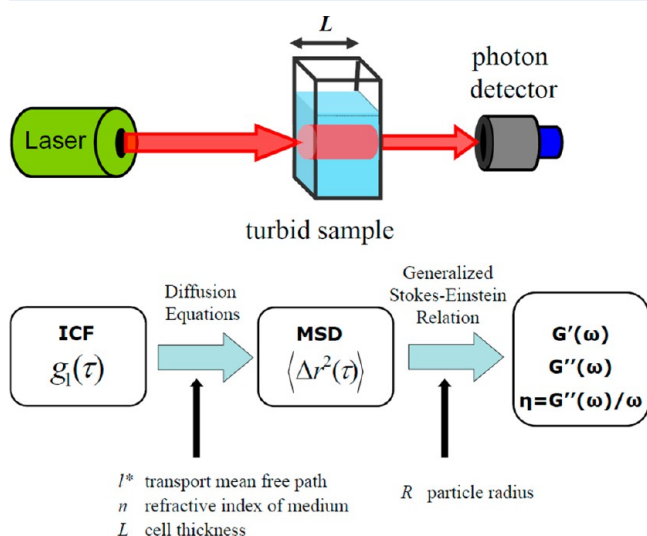 L
Laser
photon
detector
turbid sample
Diffusion
Equations
Generalized
Stokes-Einstein
Relation
ICF
g₁(τ)
MSD
⟨Δr²(τ)⟩
G′(ω)
G″(ω)
η=G″(ω)/ω
l* transport mean free path
n refractive index of medium
L cell thickness
R particle radius